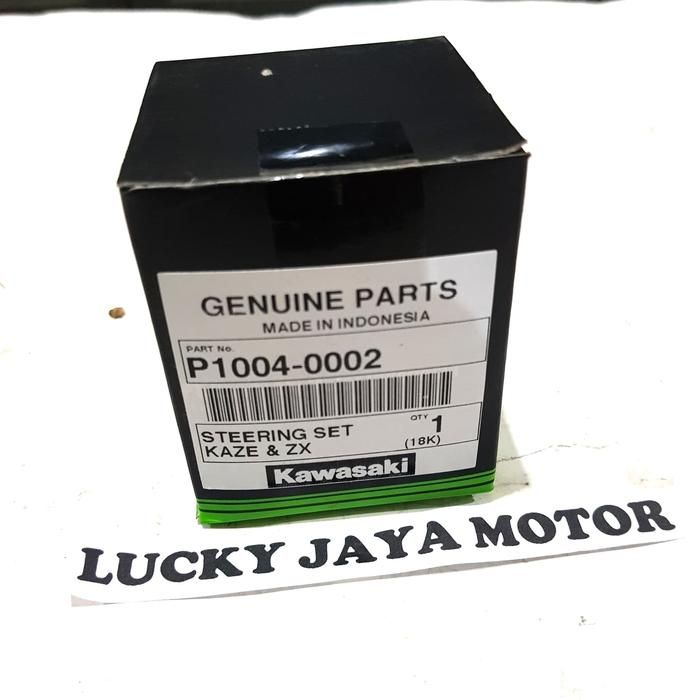 GENUINE PARTS
MADE IN INDONESIA
PART No.
P1004-0002
STEERING SET QTY 1
KAZE & ZX (18K)
Kawasaki
LUCKY JAYA MOTOR